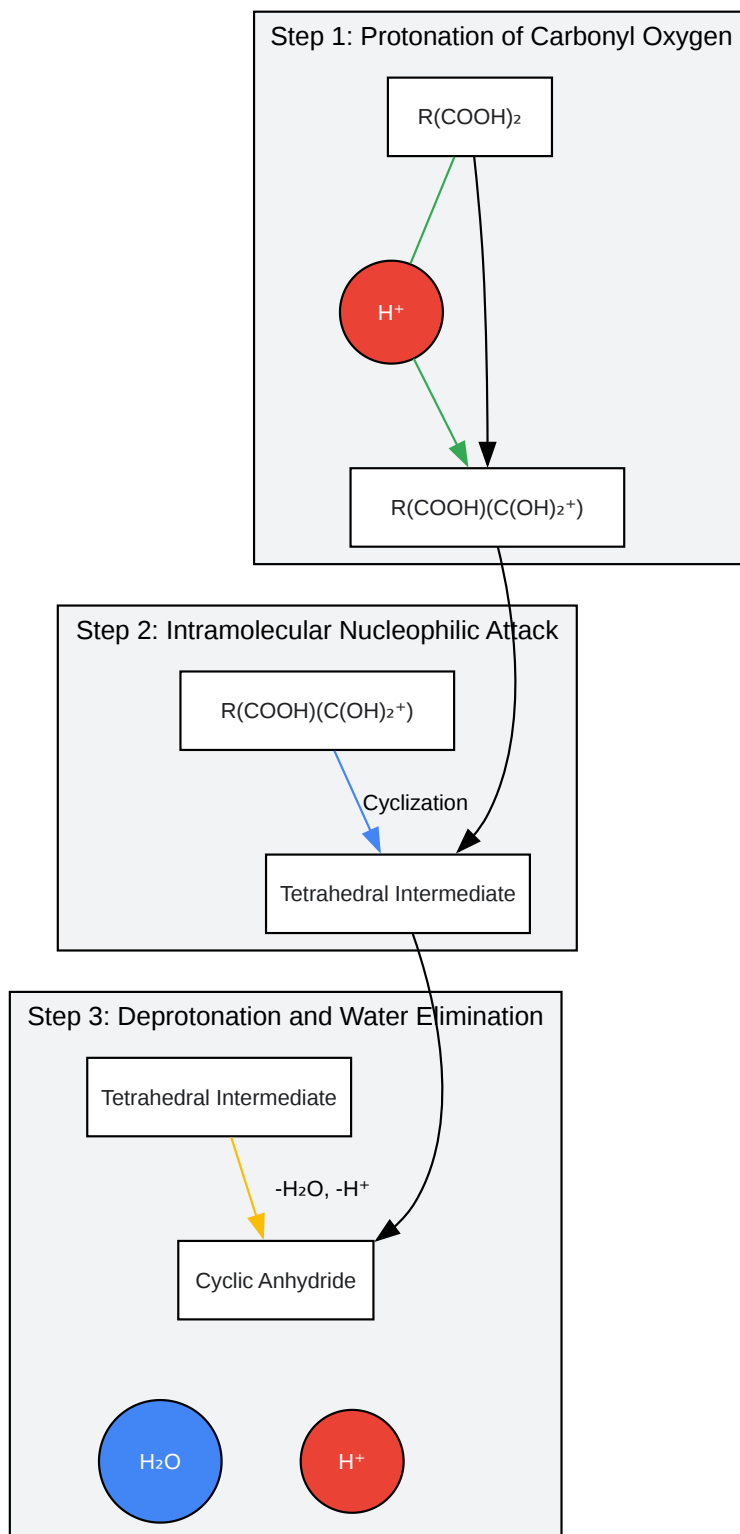 Step 1: Protonation of Carbonyl Oxygen
R(COOH)₂
H⁺
R(COOH)(C(OH)₂⁺)
Step 2: Intramolecular Nucleophilic Attack
R(COOH)(C(OH)₂⁺)
Cyclization
Tetrahedral Intermediate
Step 3: Deprotonation and Water Elimination
Tetrahedral Intermediate
-H₂O, -H⁺
Cyclic Anhydride
H₂O
H⁺